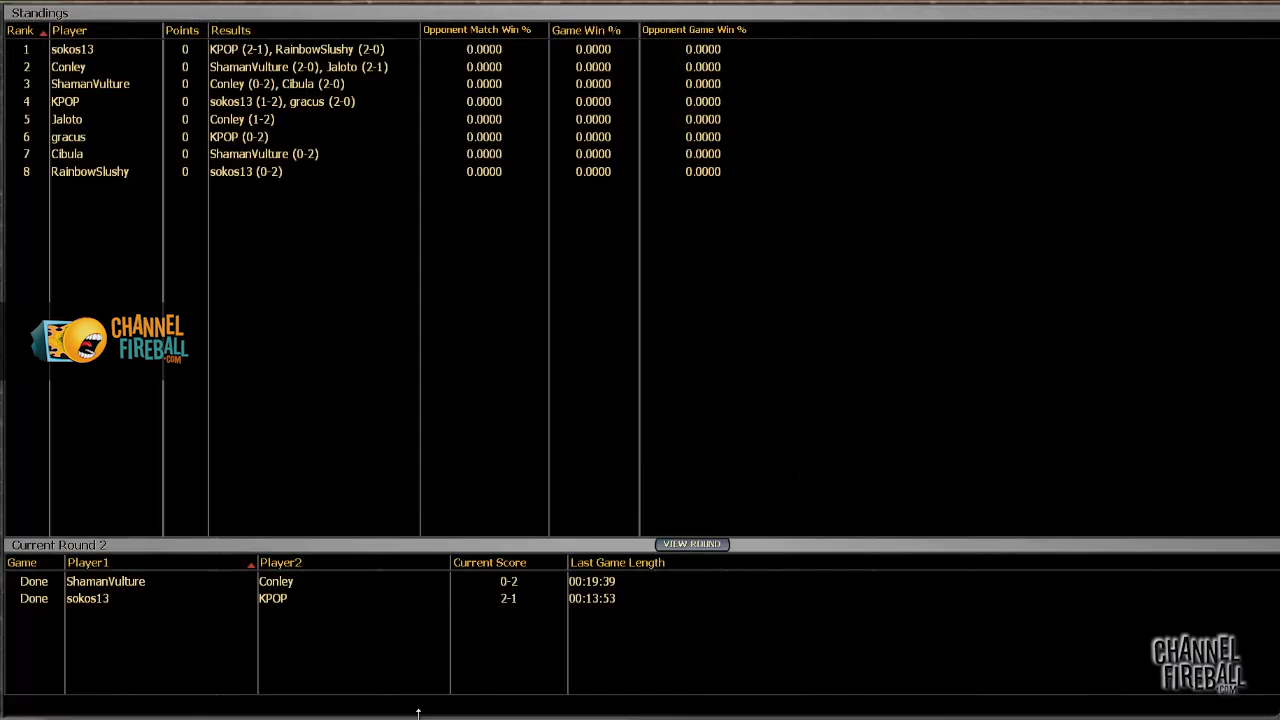 Standings
Rank Player Points Results Opponent Match Win % Game Win % Opponent Game Win %
1 sokos13 0 KPOP (2-1), RainbowSlushy (2-0) 0.0000 0.0000 0.0000
2 Conley 0 ShamanVulture (2-0), Jaloto (2-1) 0.0000 0.0000 0.0000
3 ShamanVulture 0 Conley (0-2), Cibula (2-0) 0.0000 0.0000 0.0000
4 KPOP 0 sokos13 (1-2), gracus (2-0) 0.0000 0.0000 0.0000
5 Jaloto 0 Conley (1-2) 0.0000 0.0000 0.0000
6 gracus 0 KPOP (0-2) 0.0000 0.0000 0.0000
7 Cibula 0 ShamanVulture (0-2) 0.0000 0.0000 0.0000
8 RainbowSlushy 0 sokos13 (0-2) 0.0000 0.0000 0.0000
CHANNEL
FIREBALL
.COM
Current Round 2 VIEW ROUND
Game Player1 Player2 Current Score Last Game Length
Done ShamanVulture Conley 0-2 00:19:39
Done sokos13 KPOP 2-1 00:13:53
CHANNEL
FIREBALL
.COM